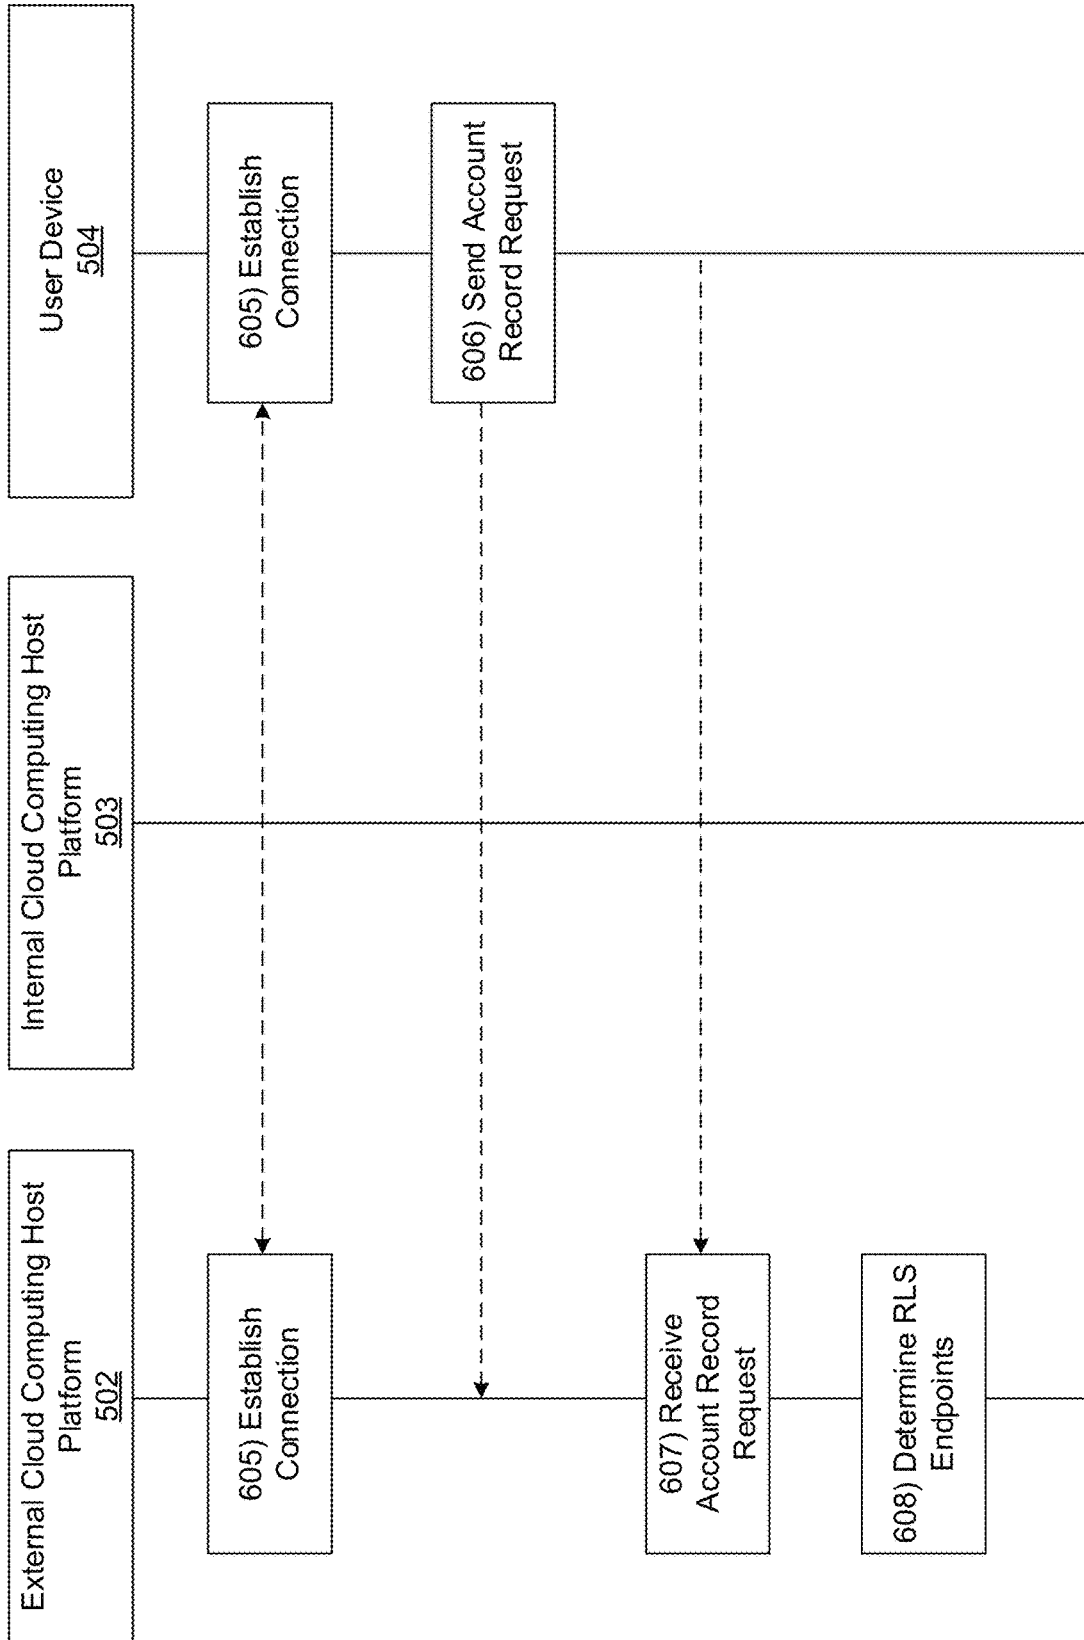 External Cloud Computing Host
Platform
502
Internal Cloud Computing Host
Platform
503
User Device
504
605) Establish
Connection
605) Establish
Connection
606) Send Account
Record Request
607) Receive
Account Record
Request
608) Determine RLS
Endpoints